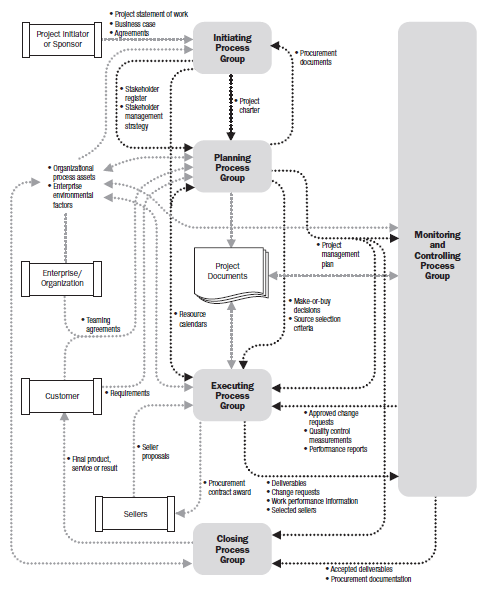 • Project statement of work
• Business case
• Agreements
Project Initiator
or Sponsor
Initiating
Process
Group
• Procurement
documents
• Stakeholder
register
• Stakeholder
management
strategy
• Project
charter
Planning
Process
Group
• Organizational
process assets
• Enterprise
environmental
factors
Monitoring
and
Controlling
Process
Group
• Project
management
plan
Project
Documents
Enterprise/
Organization
• Make-or-buy
decisions
• Source selection
criteria
• Resource
calendars
• Teaming
agreements
Customer
• Requirements
Executing
Process
Group
• Approved change
requests
• Quality control
measurements
• Performance reports
• Seller
proposals
• Final product,
service or result
• Procurement
contract award
• Deliverables
• Change requests
• Work performance information
• Selected sellers
Sellers
Closing
Process
Group
• Accepted deliverables
• Procurement documentation